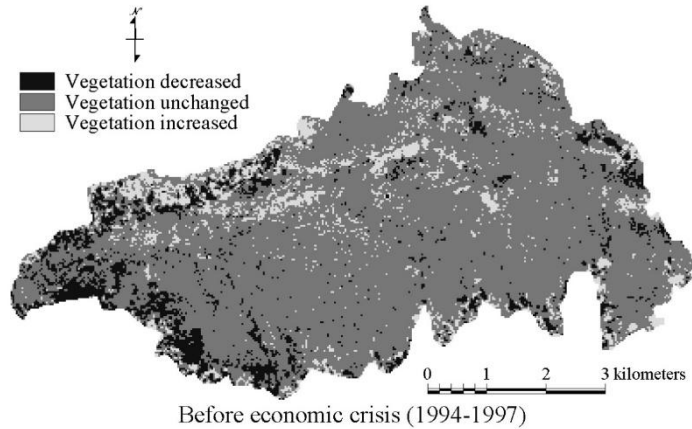 N
Vegetation decreased
Vegetation unchanged
Vegetation increased
0 1 2 3 kilometers
Before economic crisis (1994-1997)